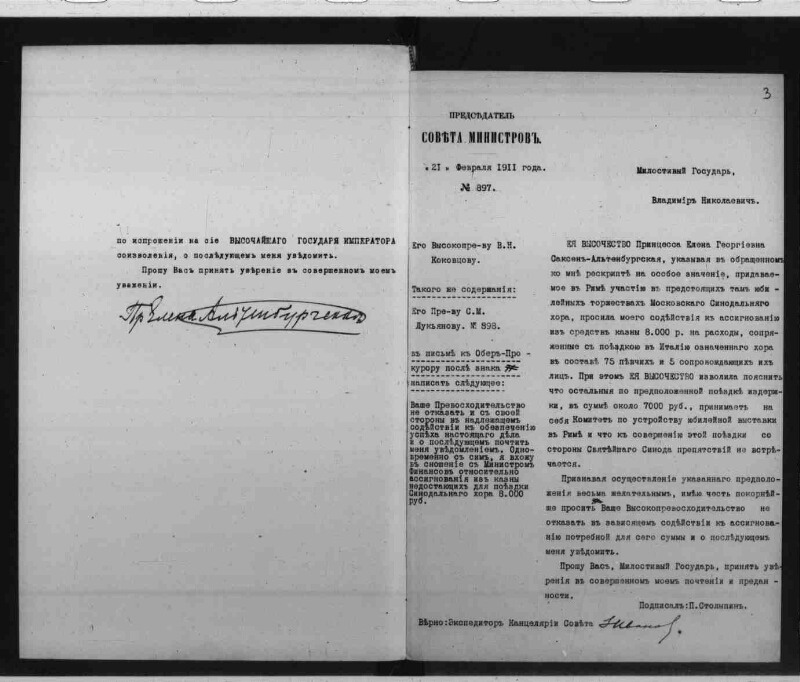 по испрошеніи на сіе ВЫСОЧАЙШАГО ГОСУДАРЯ ИМПЕРАТОРА
соизволенія, о послѣдующемъ меня увѣдомить.
Прошу Васъ принять увѣреніе въ совершенномъ моемъ
уваженіи.
Пр. Елена Альтенбургская
3
ПРЕДСѢДАТЕЛЬ
СОВѢТА МИНИСТРОВЪ.
"21" Февраля 1911 года.
№ 897.
Его Высокопре-ву В.Н.
Коковцову.
Такого же содержанія:
Его Пре-ву С.М.
Лукьянову. № 898.
въ письмѣ къ Оберъ-Про-
курору послѣ знака
написать слѣдующее:
Ваше Превосходительство
не отказать и съ своей
стороны въ надлежащемъ
содѣйствіи къ обезпеченію
успѣха настоящаго дѣла
и о послѣдующемъ почтить
меня увѣдомленіемъ. Одно-
временно съ симъ, я вхожу
въ сношеніе съ Министромъ
Финансовъ относительно
ассигнованія изъ казны
недостающихъ для поѣздки
Синодальнаго хора 8.000
руб.
Милостивый Государь,
Владиміръ Николаевичъ.
ЕЯ ВЫСОЧЕСТВО Принцесса Елена Георгіевна
Саксенъ-Альтенбургская, указывая въ обращенномъ
ко мнѣ рескриптѣ на особое значеніе, придавае-
мое въ Римѣ участію въ предстоящихъ тамъ юби-
лейныхъ торжествахъ Московскаго Синодальнаго
хора, просила моего содѣйствія къ ассигнованію
изъ средствъ казны 8.000 р. на расходы, сопря-
женные съ поѣздкою въ Италію означеннаго хора
въ составѣ 75 пѣвчихъ и 5 сопровождающихъ ихъ
лицъ. При этомъ ЕЯ ВЫСОЧЕСТВО изволила пояснить
что остальныя по предположенной поѣздкѣ издерж-
ки, въ суммѣ около 7000 руб., принимаетъ на
себя Комитетъ по устройству юбилейной выставки
въ Римѣ и что къ совершенію этой поѣздки со
стороны Святѣйшаго Синода препятствій не встрѣ-
чается.
Признавая осуществленіе указаннаго предполо-
женія весьма желательнымъ, имѣю честь покорнѣй-
ше просить Ваше Высокопревосходительство не
отказать въ зависящемъ содѣйствіи къ ассигнова-
нію потребной для сего суммы и о послѣдующемъ
меня увѣдомить.
Прошу Васъ, Милостивый Государь, принять увѣ-
реніе въ совершенномъ моемъ почтеніи и предан-
ности.
Подписалъ: П. Столыпинъ.
Вѣрно: Экспедиторъ Канцеляріи Совѣта